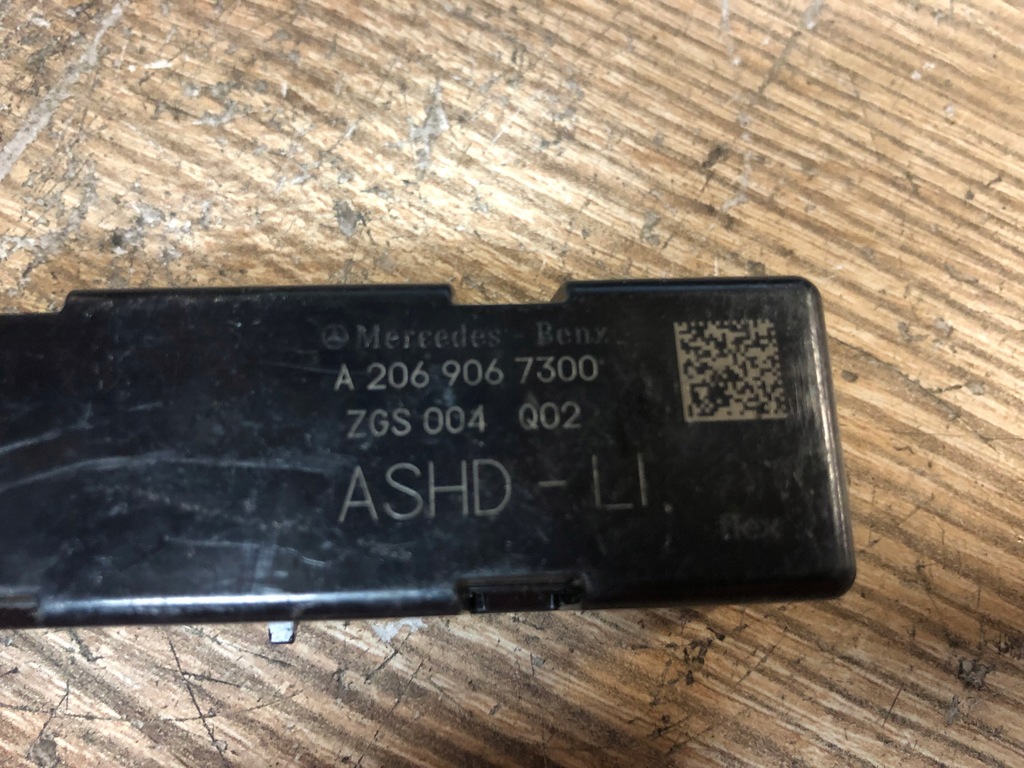 Mercedes - Benz
A 206 906 7300
ZGS 004 Q02
ASHD - LI
flex